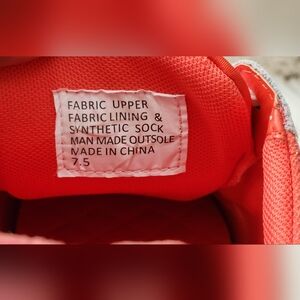 FABRIC UPPER
FABRIC LINING &
SYNTHETIC SOCK
MAN MADE OUTSOLE
MADE IN CHINA
7.5